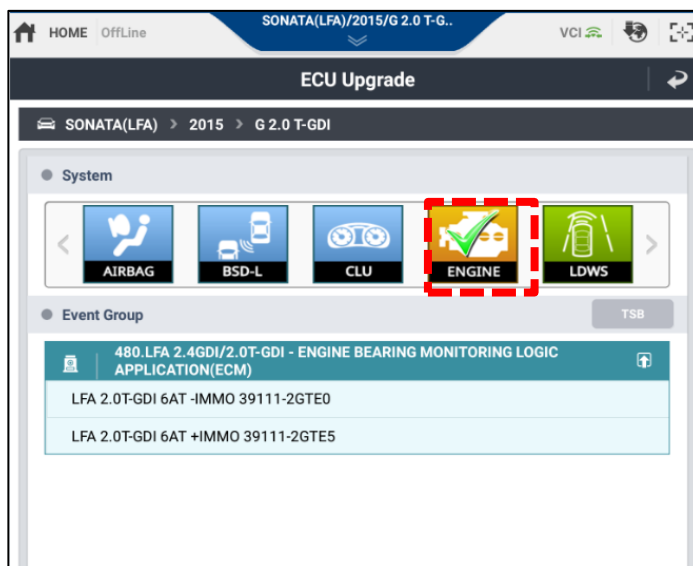 HOME OffLine SONATA(LFA)/2015/G 2.0 T-G.. VCI
ECU Upgrade
SONATA(LFA) > 2015 > G 2.0 T-GDI
System
AIRBAG BSD-L CLU ENGINE LDWS
Event Group TSB
480.LFA 2.4GDI/2.0T-GDI - ENGINE BEARING MONITORING LOGIC
APPLICATION(ECM)
LFA 2.0T-GDI 6AT -IMMO 39111-2GTE0
LFA 2.0T-GDI 6AT +IMMO 39111-2GTE5